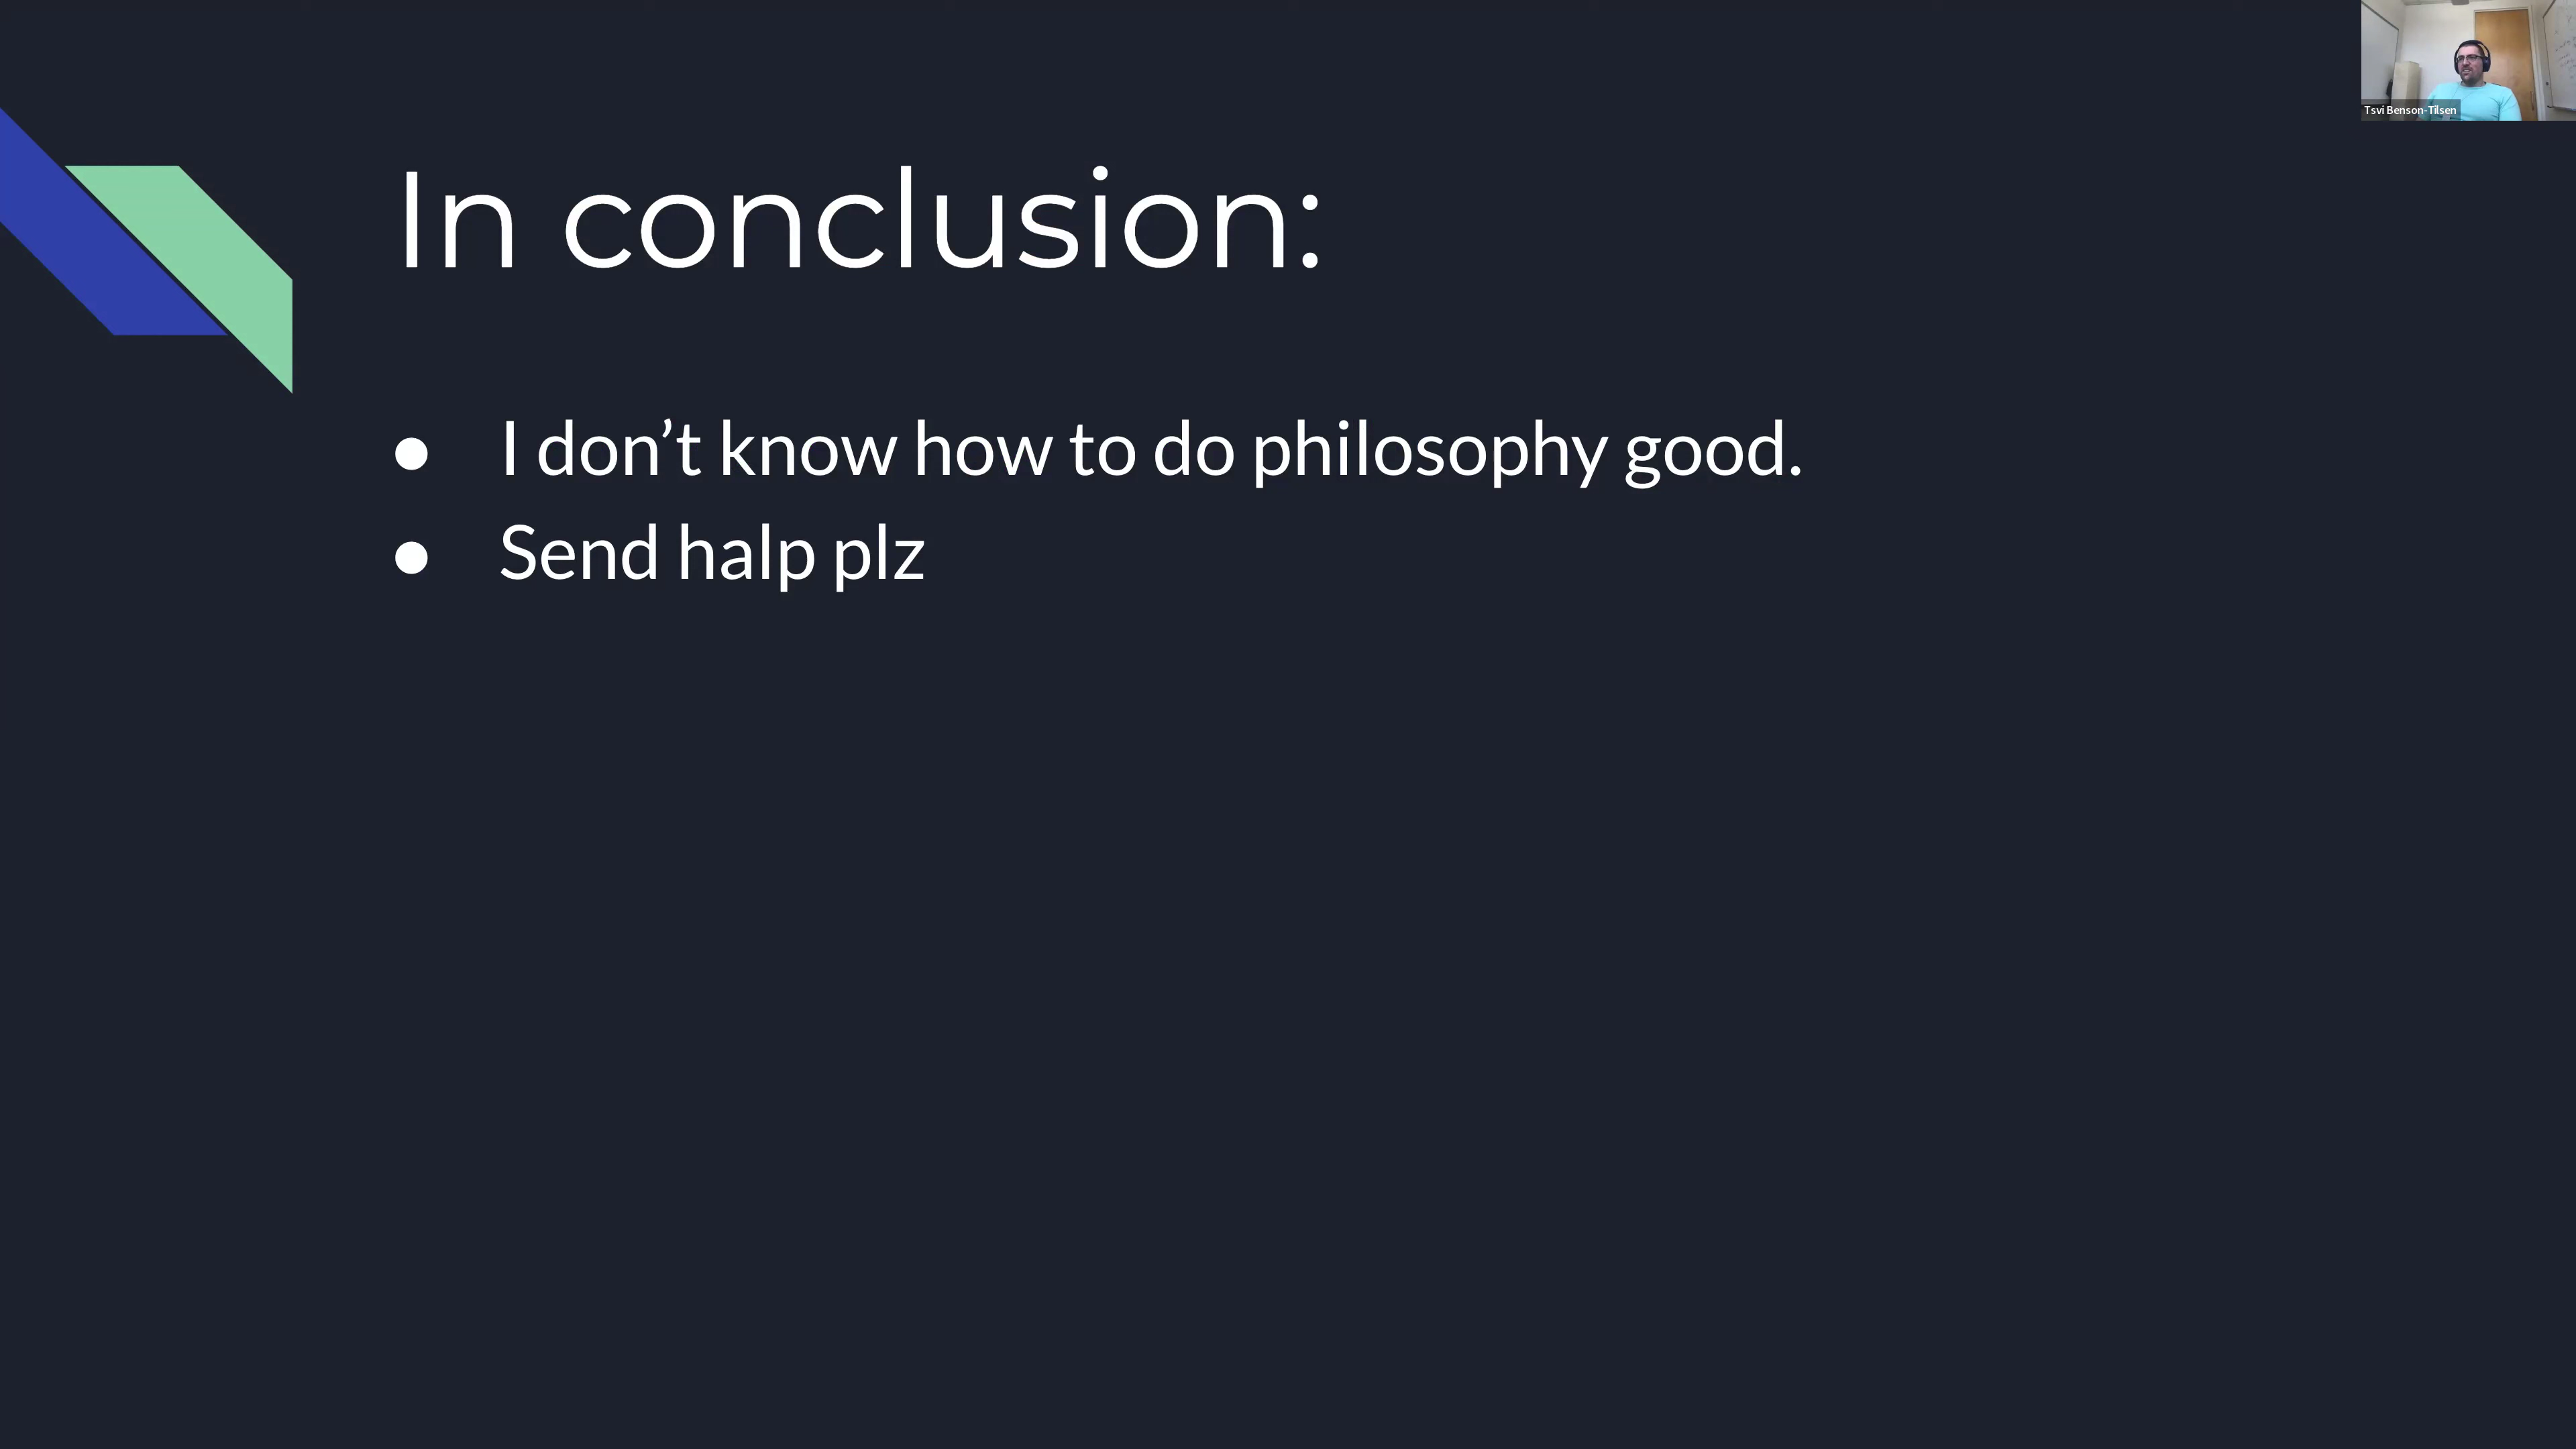 Tsvi Benson-Tilsen
In conclusion:
● I don’t know how to do philosophy good.
● Send halp plz